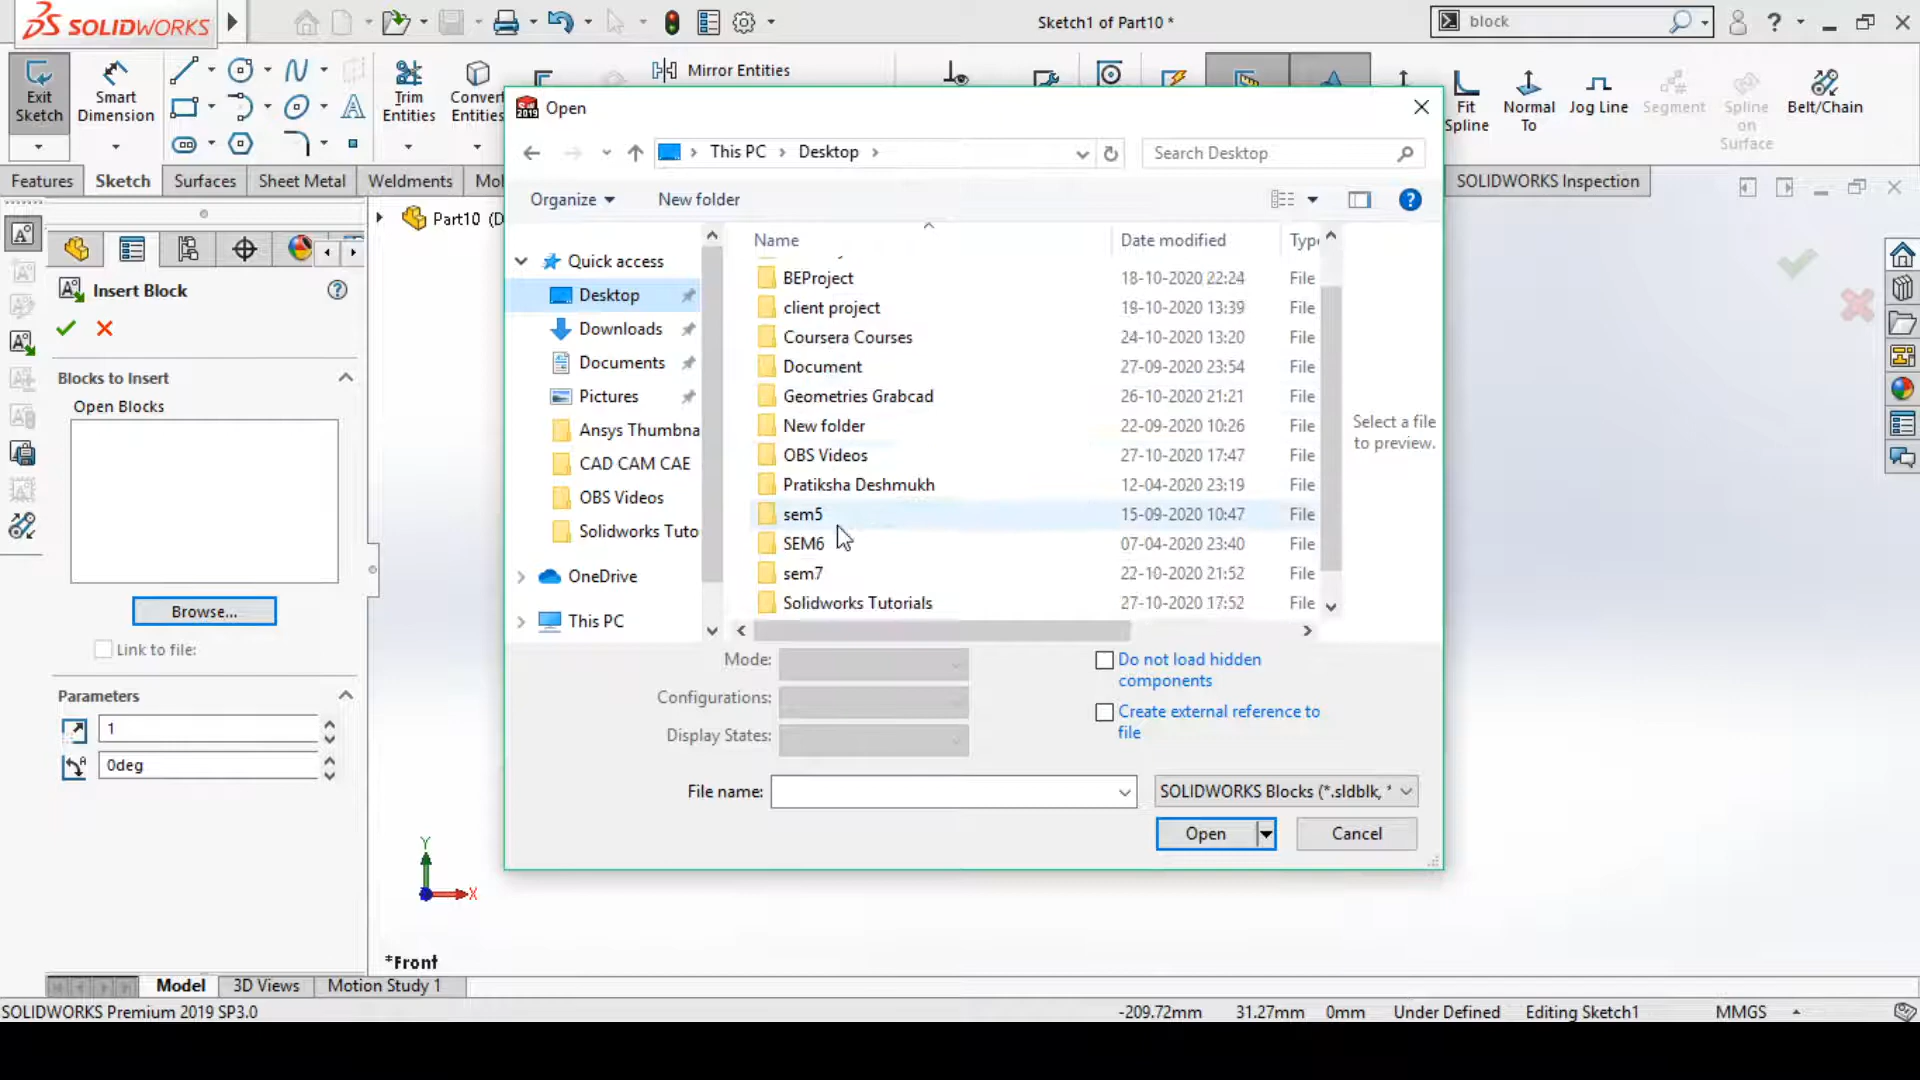 SOLIDWORKS
Sketch1 of Part10 *
block
Exit
Sketch
Smart
Dimension
Trim
Entities
Convert
Entities
Mirror Entities
Fit
Spline
Normal
To
Jog Line
Segment
Spline
on
Surface
Belt/Chain
Features
Sketch
Surfaces
Sheet Metal
Weldments
Mol
SOLIDWORKS Inspection
Part10 (D
Insert Block
Blocks to Insert
Open Blocks
Browse...
Link to file:
Parameters
1
0deg
Open
This PC
Desktop
Search Desktop
Organize
New folder
Quick access
Desktop
Downloads
Documents
Pictures
Ansys Thumbna
CAD CAM CAE
OBS Videos
Solidworks Tuto
OneDrive
This PC
Name Date modified Type
BEProject 18-10-2020 22:24 File
client project 19-10-2020 13:39 File
Coursera Courses 24-10-2020 13:20 File
Document 27-09-2020 23:54 File
Geometries Grabcad 26-10-2020 21:21 File
New folder 22-09-2020 10:26 File
OBS Videos 27-10-2020 17:47 File
Pratiksha Deshmukh 12-04-2020 23:19 File
sem5 15-09-2020 10:47 File
SEM6 07-04-2020 23:40 File
sem7 22-10-2020 21:52 File
Solidworks Tutorials 27-10-2020 17:52 File
Select a file
to preview.
Mode:
Configurations:
Display States:
Do not load hidden
components
Create external reference to
file
File name:
SOLIDWORKS Blocks (*.sldblk, *
Open
Cancel
Y
X
*Front
Model
3D Views
Motion Study 1
SOLIDWORKS Premium 2019 SP3.0
-209.72mm 31.27mm 0mm Under Defined Editing Sketch1 MMGS